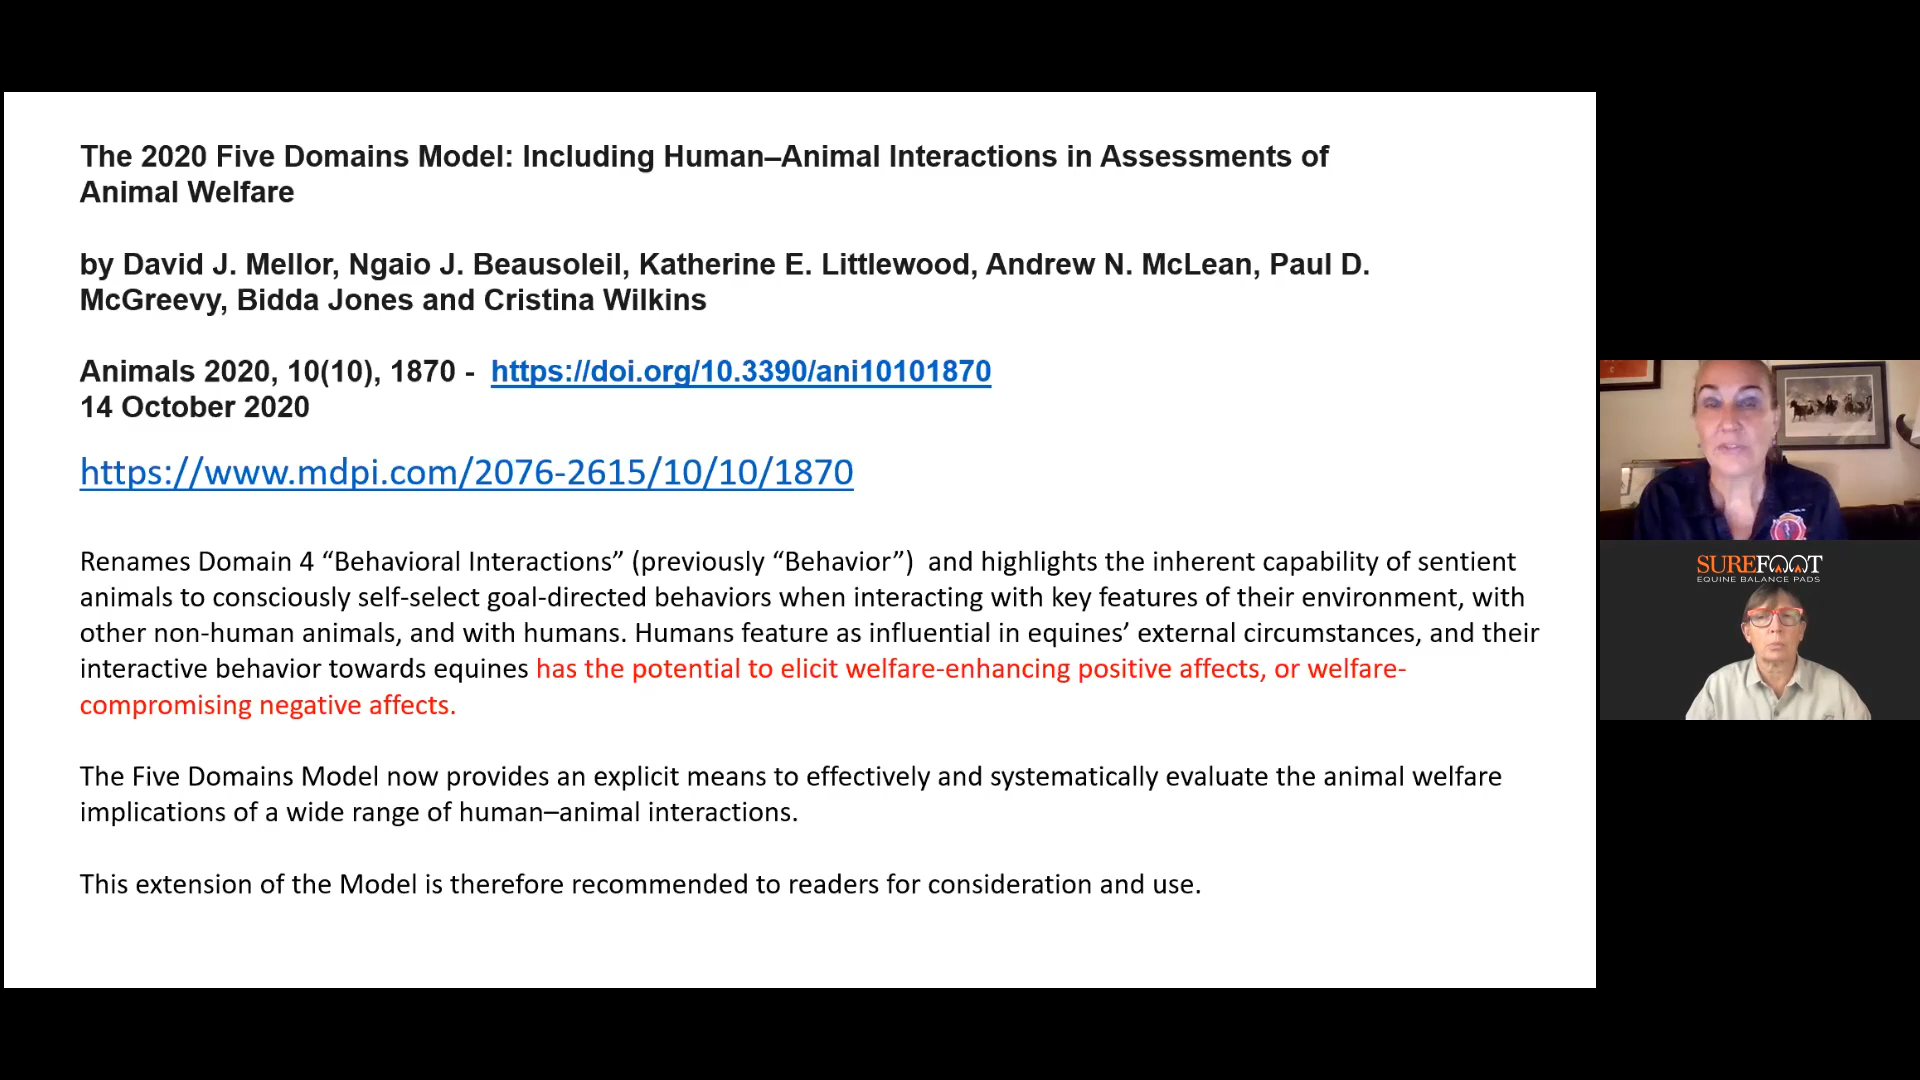 The 2020 Five Domains Model: Including Human–Animal Interactions in Assessments of
Animal Welfare
by David J. Mellor, Ngaio J. Beausoleil, Katherine E. Littlewood, Andrew N. McLean, Paul D.
McGreevy, Bidda Jones and Cristina Wilkins
Animals 2020, 10(10), 1870 - https://doi.org/10.3390/ani10101870
14 October 2020
https://www.mdpi.com/2076-2615/10/10/1870
Renames Domain 4 “Behavioral Interactions” (previously “Behavior”) and highlights the inherent capability of sentient
animals to consciously self-select goal-directed behaviors when interacting with key features of their environment, with
other non-human animals, and with humans. Humans feature as influential in equines’ external circumstances, and their
interactive behavior towards equines has the potential to elicit welfare-enhancing positive affects, or welfare-
compromising negative affects.
The Five Domains Model now provides an explicit means to effectively and systematically evaluate the animal welfare
implications of a wide range of human–animal interactions.
This extension of the Model is therefore recommended to readers for consideration and use.
SUREFOOT
EQUINE BALANCE PADS